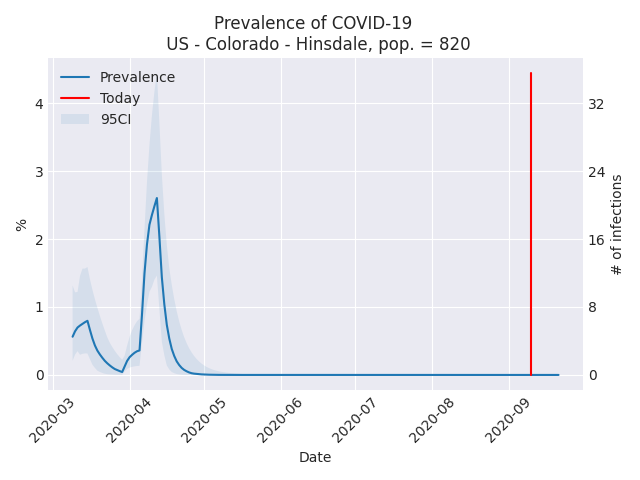 Prevalence of COVID-19
US - Colorado - Hinsdale, pop. = 820
Prevalence
Today
95CI
4
3
2
1
0
%
32
24
16
8
0
# of infections
2020-03
2020-04
2020-05
2020-06
2020-07
2020-08
2020-09
Date